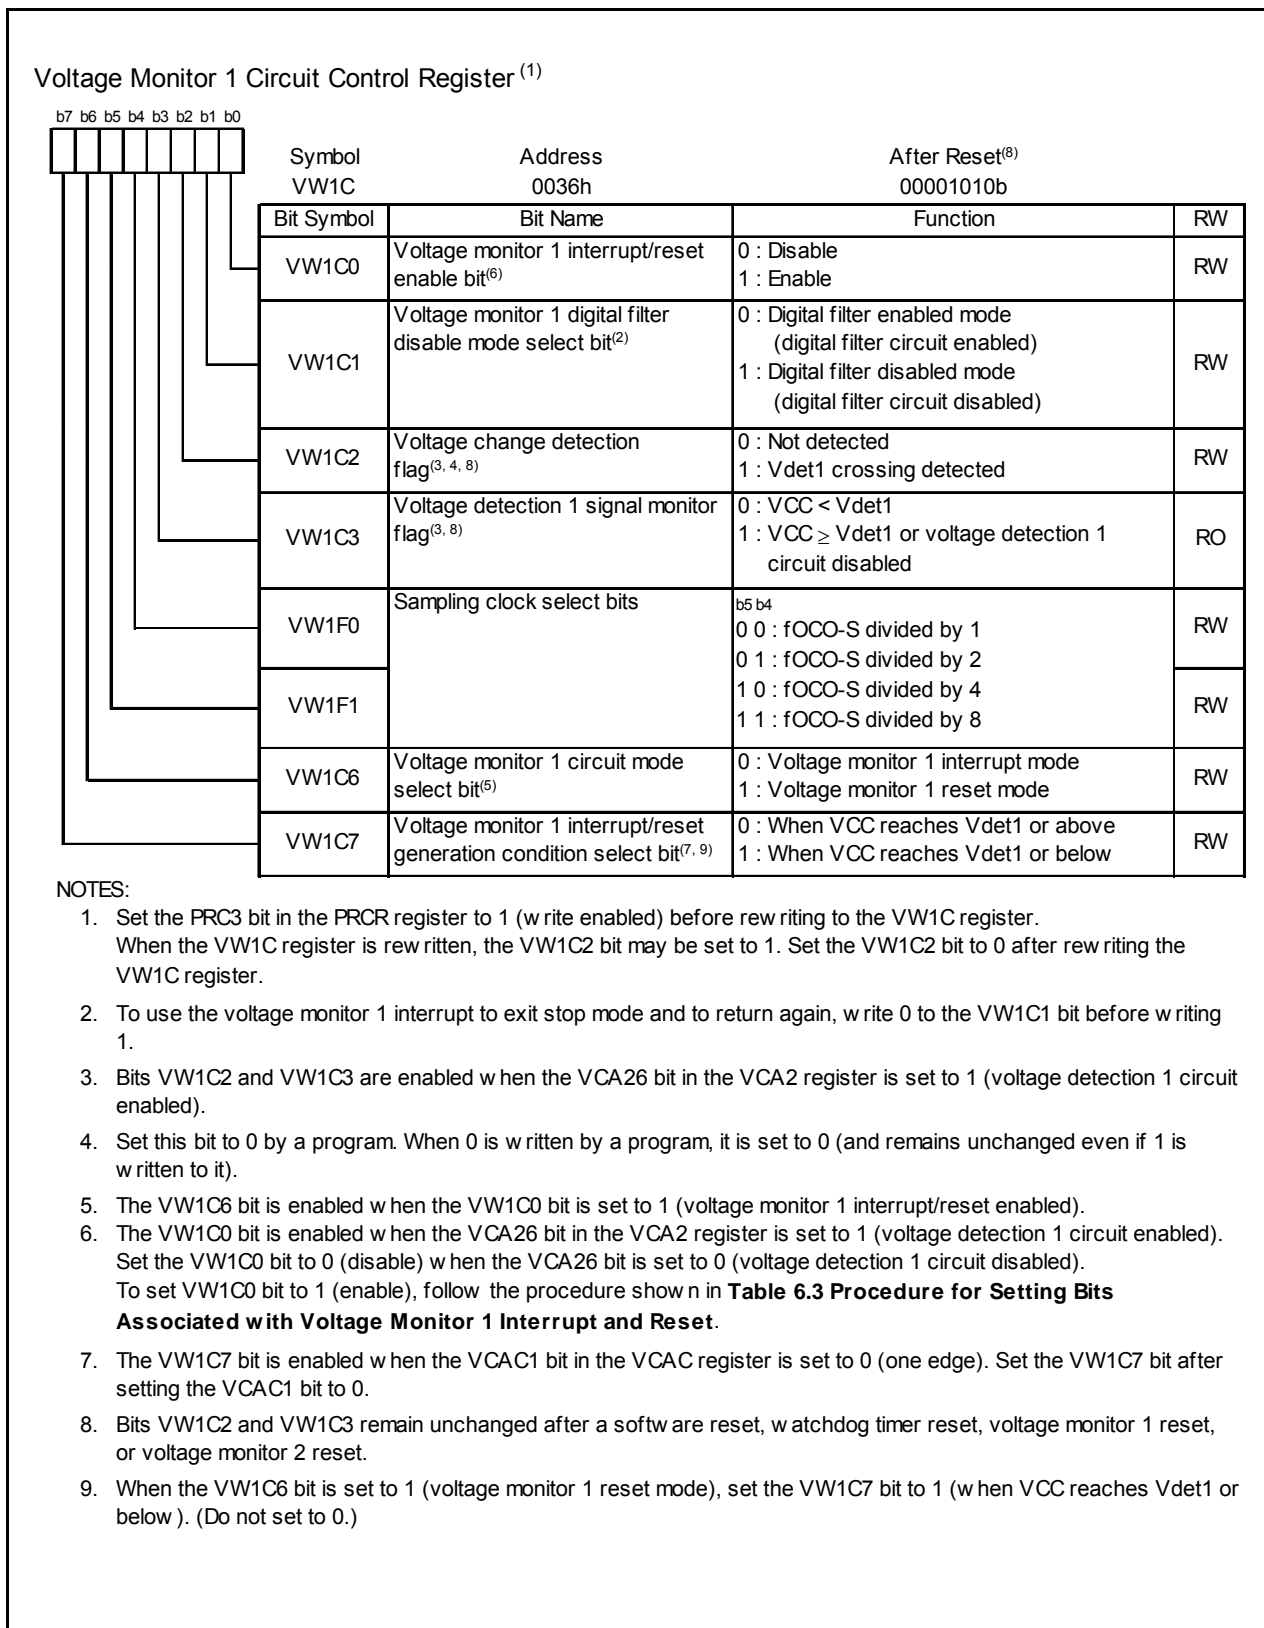 Voltage Monitor 1 Circuit Control Register (1)
b7 b6 b5 b4 b3 b2 b1 b0
Symbol Address After Reset(8)
VW1C 0036h 00001010b
Bit Symbol Bit Name Function RW
VW1C0 Voltage monitor 1 interrupt/reset enable bit(6) 0 : Disable
1 : Enable RW
VW1C1 Voltage monitor 1 digital filter disable mode select bit(2) 0 : Digital filter enabled mode
(digital filter circuit enabled)
1 : Digital filter disabled mode
(digital filter circuit disabled) RW
VW1C2 Voltage change detection flag(3, 4, 8) 0 : Not detected
1 : Vdet1 crossing detected RW
VW1C3 Voltage detection 1 signal monitor flag(3, 8) 0 : VCC < Vdet1
1 : VCC ≥ Vdet1 or voltage detection 1
circuit disabled RO
VW1F0 Sampling clock select bits b5 b4
0 0 : fOCO-S divided by 1 RW
0 1 : fOCO-S divided by 2
VW1F1 1 0 : fOCO-S divided by 4 RW
1 1 : fOCO-S divided by 8
VW1C6 Voltage monitor 1 circuit mode select bit(5) 0 : Voltage monitor 1 interrupt mode
1 : Voltage monitor 1 reset mode RW
VW1C7 Voltage monitor 1 interrupt/reset generation condition select bit(7, 9) 0 : When VCC reaches Vdet1 or above
1 : When VCC reaches Vdet1 or below RW
NOTES:
1. Set the PRC3 bit in the PRCR register to 1 (write enabled) before rewriting to the VW1C register.
When the VW1C register is rewritten, the VW1C2 bit may be set to 1. Set the VW1C2 bit to 0 after rewriting the
VW1C register.
2. To use the voltage monitor 1 interrupt to exit stop mode and to return again, write 0 to the VW1C1 bit before writing
1.
3. Bits VW1C2 and VW1C3 are enabled when the VCA26 bit in the VCA2 register is set to 1 (voltage detection 1 circuit
enabled).
4. Set this bit to 0 by a program. When 0 is written by a program, it is set to 0 (and remains unchanged even if 1 is
written to it).
5. The VW1C6 bit is enabled when the VW1C0 bit is set to 1 (voltage monitor 1 interrupt/reset enabled).
6. The VW1C0 bit is enabled when the VCA26 bit in the VCA2 register is set to 1 (voltage detection 1 circuit enabled).
Set the VW1C0 bit to 0 (disable) when the VCA26 bit is set to 0 (voltage detection 1 circuit disabled).
To set VW1C0 bit to 1 (enable), follow the procedure shown in Table 6.3 Procedure for Setting Bits
Associated with Voltage Monitor 1 Interrupt and Reset.
7. The VW1C7 bit is enabled when the VCAC1 bit in the VCAC register is set to 0 (one edge). Set the VW1C7 bit after
setting the VCAC1 bit to 0.
8. Bits VW1C2 and VW1C3 remain unchanged after a software reset, watchdog timer reset, voltage monitor 1 reset,
or voltage monitor 2 reset.
9. When the VW1C6 bit is set to 1 (voltage monitor 1 reset mode), set the VW1C7 bit to 1 (when VCC reaches Vdet1 or
below). (Do not set to 0.)